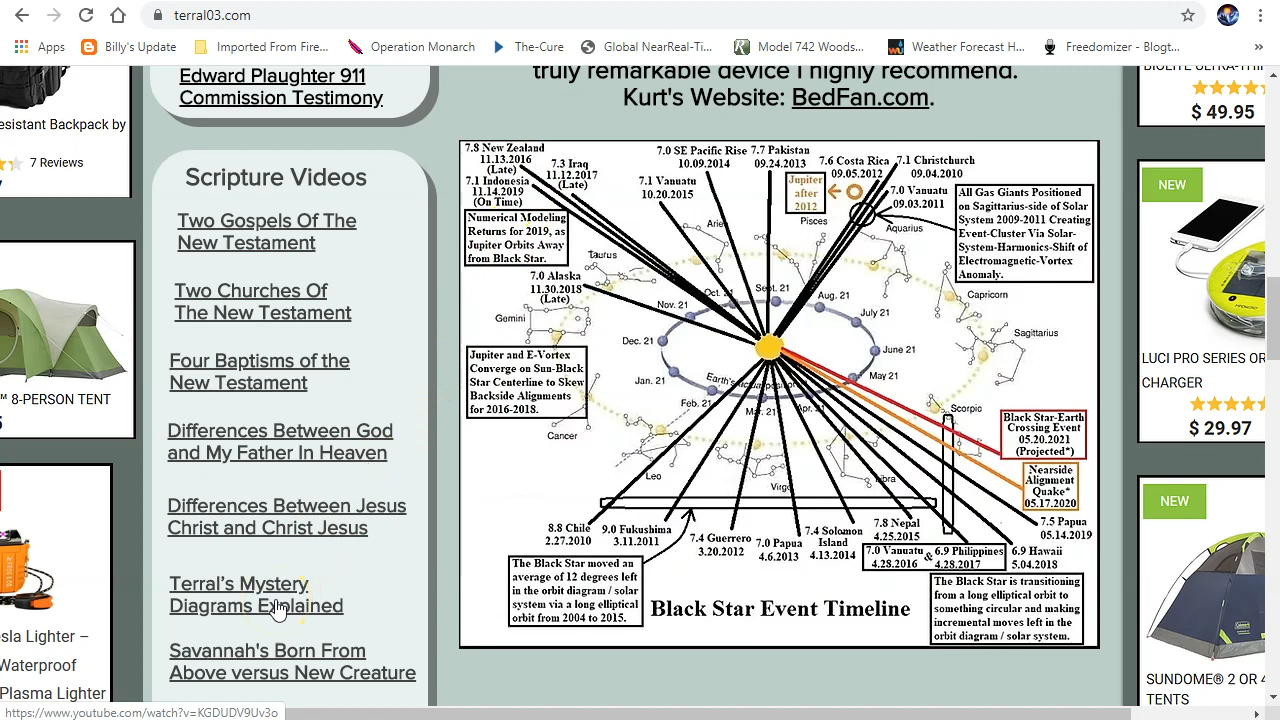 terral03.com
Apps
Billy's Update
Imported From Fire...
Operation Monarch
The-Cure
Global NearReal-Ti...
Model 742 Woods...
Weather Forecast H...
Freedomizer - Blogt...
»
esistant Backpack by
7 Reviews
8-PERSON TENT
esla Lighter –
Waterproof
Plasma Lighter
Edward Plaughter 911
Commission Testimony
Scripture Videos
Two Gospels Of The
New Testament
Two Churches Of
The New Testament
Four Baptisms of the
New Testament
Differences Between God
and My Father In Heaven
Differences Between Jesus
Christ and Christ Jesus
Terral's Mystery
Diagrams Explained
Savannah's Born From
Above versus New Creature
truly remarkable device I highly recommend.
Kurt's Website: BedFan.com.
7.8 New Zealand
11.13.2016
(Late)
7.1 Indonesia
11.14.2019
(On Time)
7.3 Iraq
11.12.2017
(Late)
7.0 SE Pacific Rise
10.09.2014
7.1 Vanuatu
10.20.2015
7.7 Pakistan
09.24.2013
7.6 Costa Rica
09.05.2012
7.1 Christchurch
09.04.2010
7.0 Vanuatu
09.03.2011
Jupiter
after
2012
All Gas Giants Positioned
on Sagittarius-side of Solar
System 2009-2011 Creating
Event-Cluster Via Solar-
System-Harmonics-Shift of
Electromagnetic-Vortex
Anomaly.
Numerical Modeling
Returns for 2019, as
Jupiter Orbits Away
from Black Star.
7.0 Alaska
11.30.2018
(Late)
Taurus
Pisces
Aquarius
Capricorn
Sagittarius
Scorpio
Virgo
Leo
Cancer
Gemini
Oct. 21
Sept. 21
Aug. 21
July 21
June 21
May 21
Mar. 21
Feb. 21
Jan. 21
Dec. 21
Nov. 21
Jupiter and E-Vortex
Converge on Sun-Black
Star Centerline to Skew
Backside Alignments
for 2016-2018.
Black Star-Earth
Crossing Event
05.20.2021
(Projected*)
Nearside
Alignment
Quake*
05.17.2020
7.5 Papua
05.14.2019
6.9 Hawaii
5.04.2018
8.8 Chile
2.27.2010
9.0 Fukushima
3.11.2011
7.4 Guerrero
3.20.2012
7.0 Papua
4.6.2013
7.4 Solomon
Island
4.13.2014
7.8 Nepal
4.25.2015
7.0 Vanuatu & 6.9 Philippines
4.28.2016 4.28.2017
The Black Star moved an
average of 12 degrees left
in the orbit diagram / solar
system via a long elliptical
orbit from 2004 to 2015.
Black Star Event Timeline
The Black Star is transitioning
from a long elliptical orbit to
something circular and making
incremental moves left in the
orbit diagram / solar system.
$ 49.95
NEW
LUCI PRO SERIES OR
CHARGER
$ 29.97
NEW
SUNDOME® 2 OR
TENTS
https://www.youtube.com/watch?v=KGDUDV9Uv3o